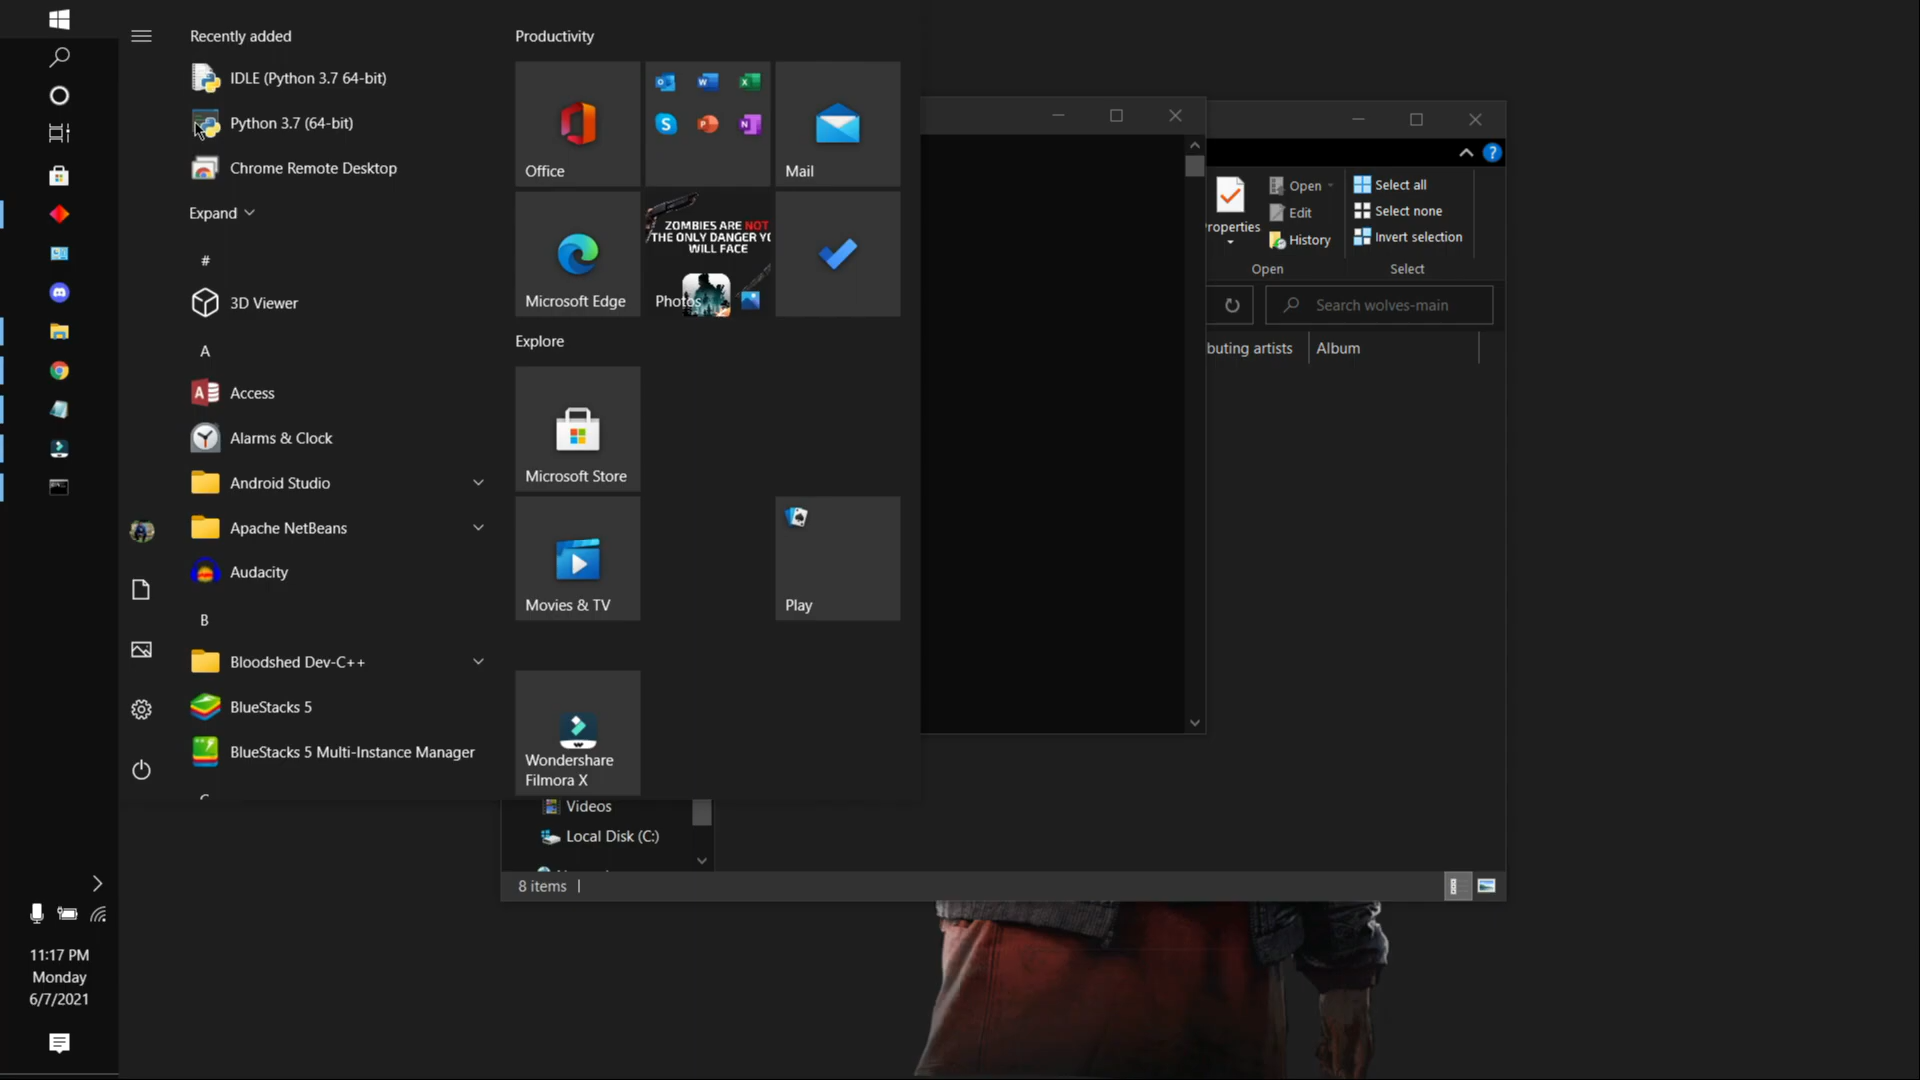 Recently added
IDLE (Python 3.7 64-bit)
Python 3.7 (64-bit)
Chrome Remote Desktop
Expand
#
3D Viewer
A
Access
Alarms & Clock
Android Studio
Apache NetBeans
Audacity
B
Bloodshed Dev-C++
BlueStacks 5
BlueStacks 5 Multi-Instance Manager
Productivity
Office
Mail
Microsoft Edge
ZOMBIES ARE NOT
THE ONLY DANGER YO
WILL FACE
Photos
Explore
Microsoft Store
Movies & TV
Play
Wondershare
Filmora X
roperties
Open
Edit
History
Open
Select all
Select none
Invert selection
Select
Search wolves-main
buting artists
Album
Videos
Local Disk (C:)
8 items
11:17 PM
Monday
6/7/2021